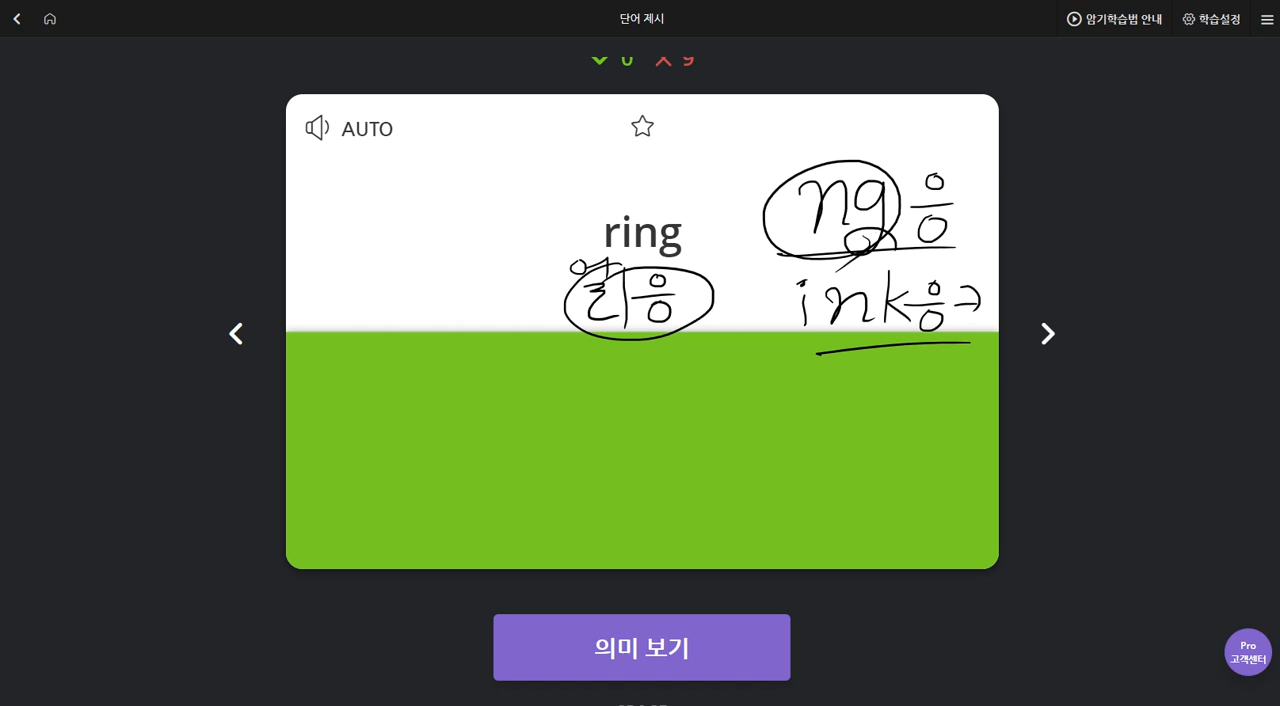 단어 제시
암기학습법 안내
학습설정
AUTO
ring
ng 응
링
ink 응ㅋ
의미 보기
Pro
고객센터